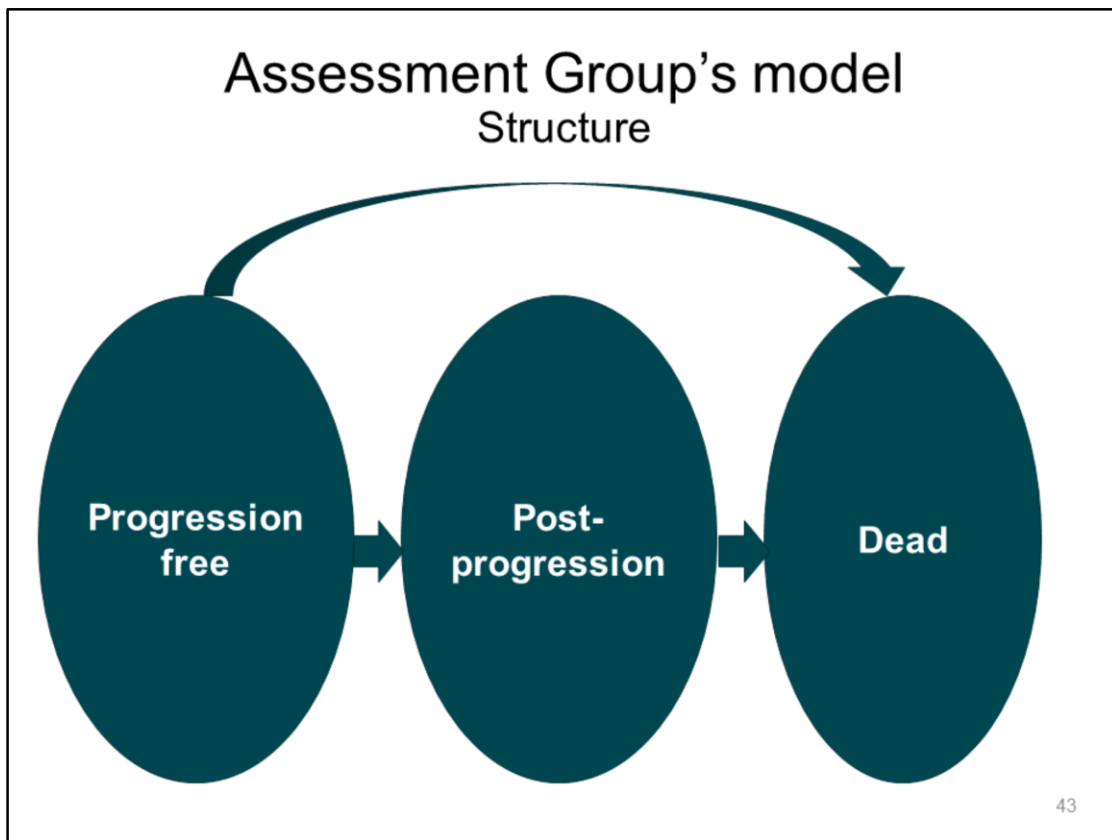 Assessment Group’s model
Structure
Progression
free
Post-
progression
Dead
43